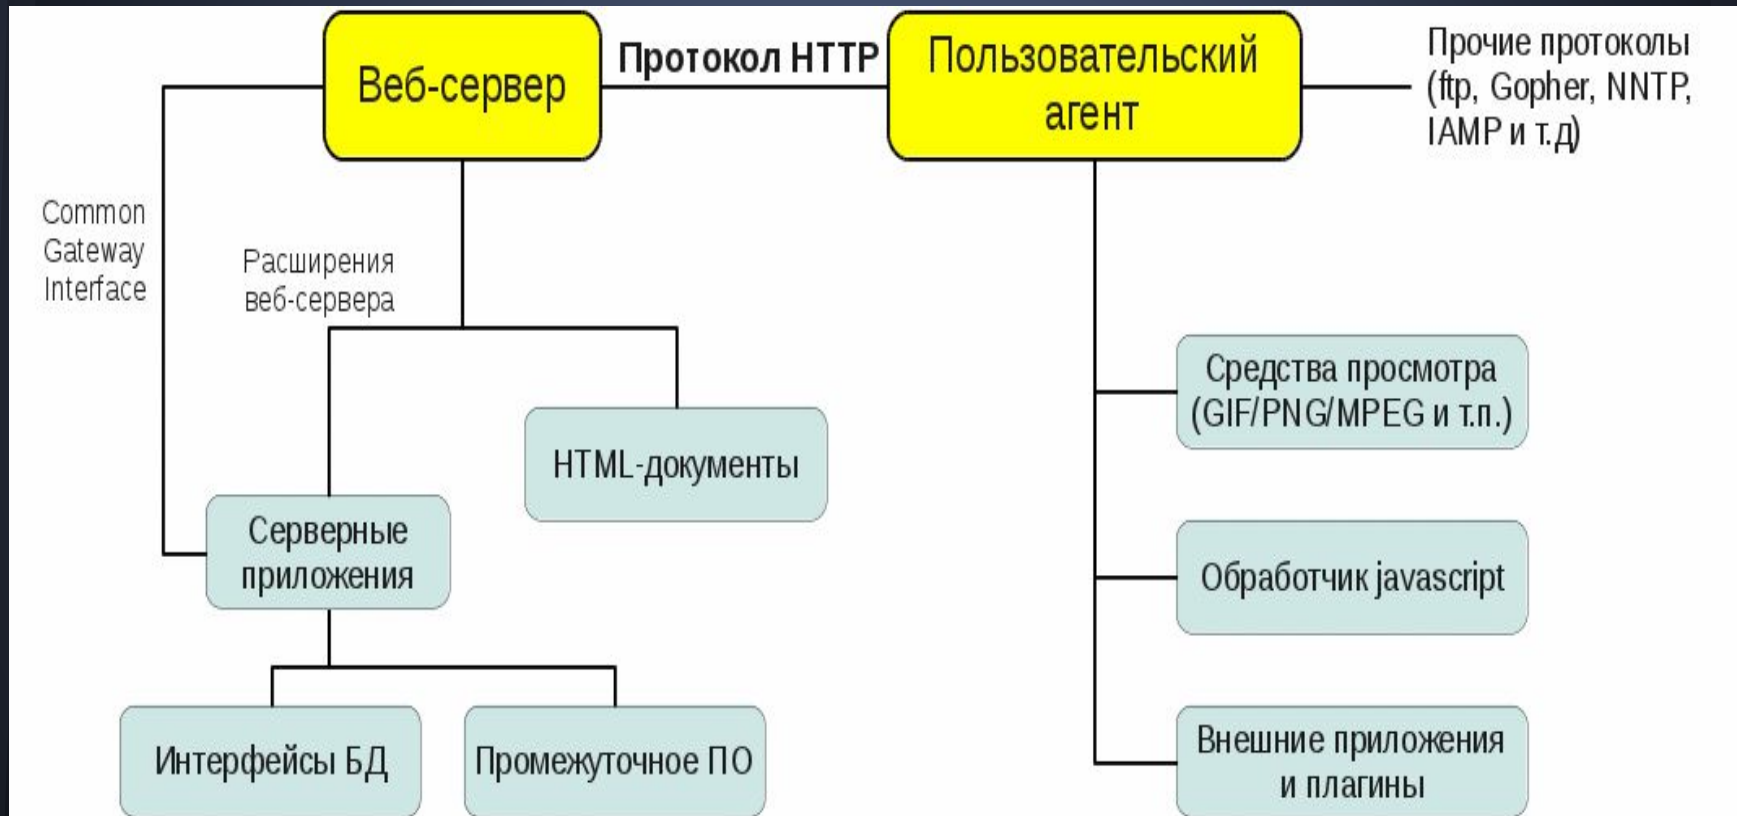 Веб-сервер
Протокол HTTP
Пользовательский
агент
Прочие протоколы
(ftp, Gopher, NNTP,
IAMP и т.д)
Common
Gateway
Interface
Расширения
веб-сервера
Средства просмотра
(GIF/PNG/MPEG и т.п.)
HTML-документы
Серверные
приложения
Обработчик javascript
Интерфейсы БД
Промежуточное ПО
Внешние приложения
и плагины